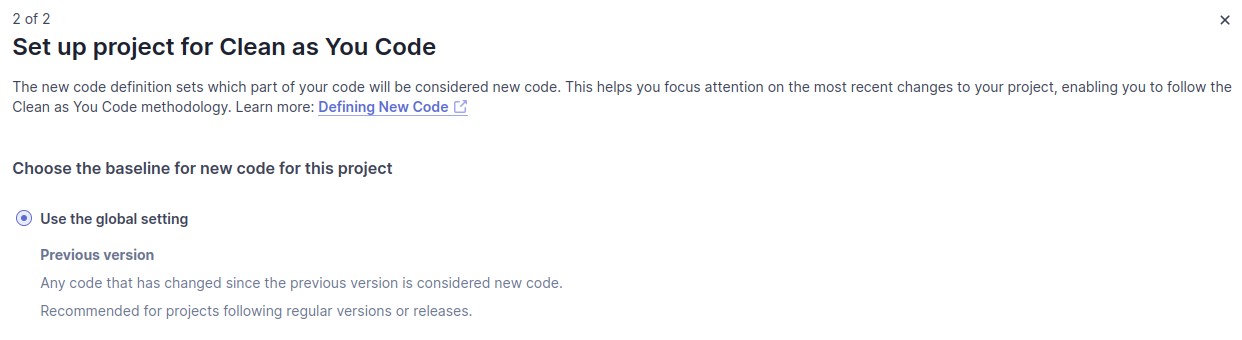 2 of 2
Set up project for Clean as You Code
The new code definition sets which part of your code will be considered new code. This helps you focus attention on the most recent changes to your project, enabling you to follow the
Clean as You Code methodology. Learn more: Defining New Code
Choose the baseline for new code for this project
Use the global setting
Previous version
Any code that has changed since the previous version is considered new code.
Recommended for projects following regular versions or releases.